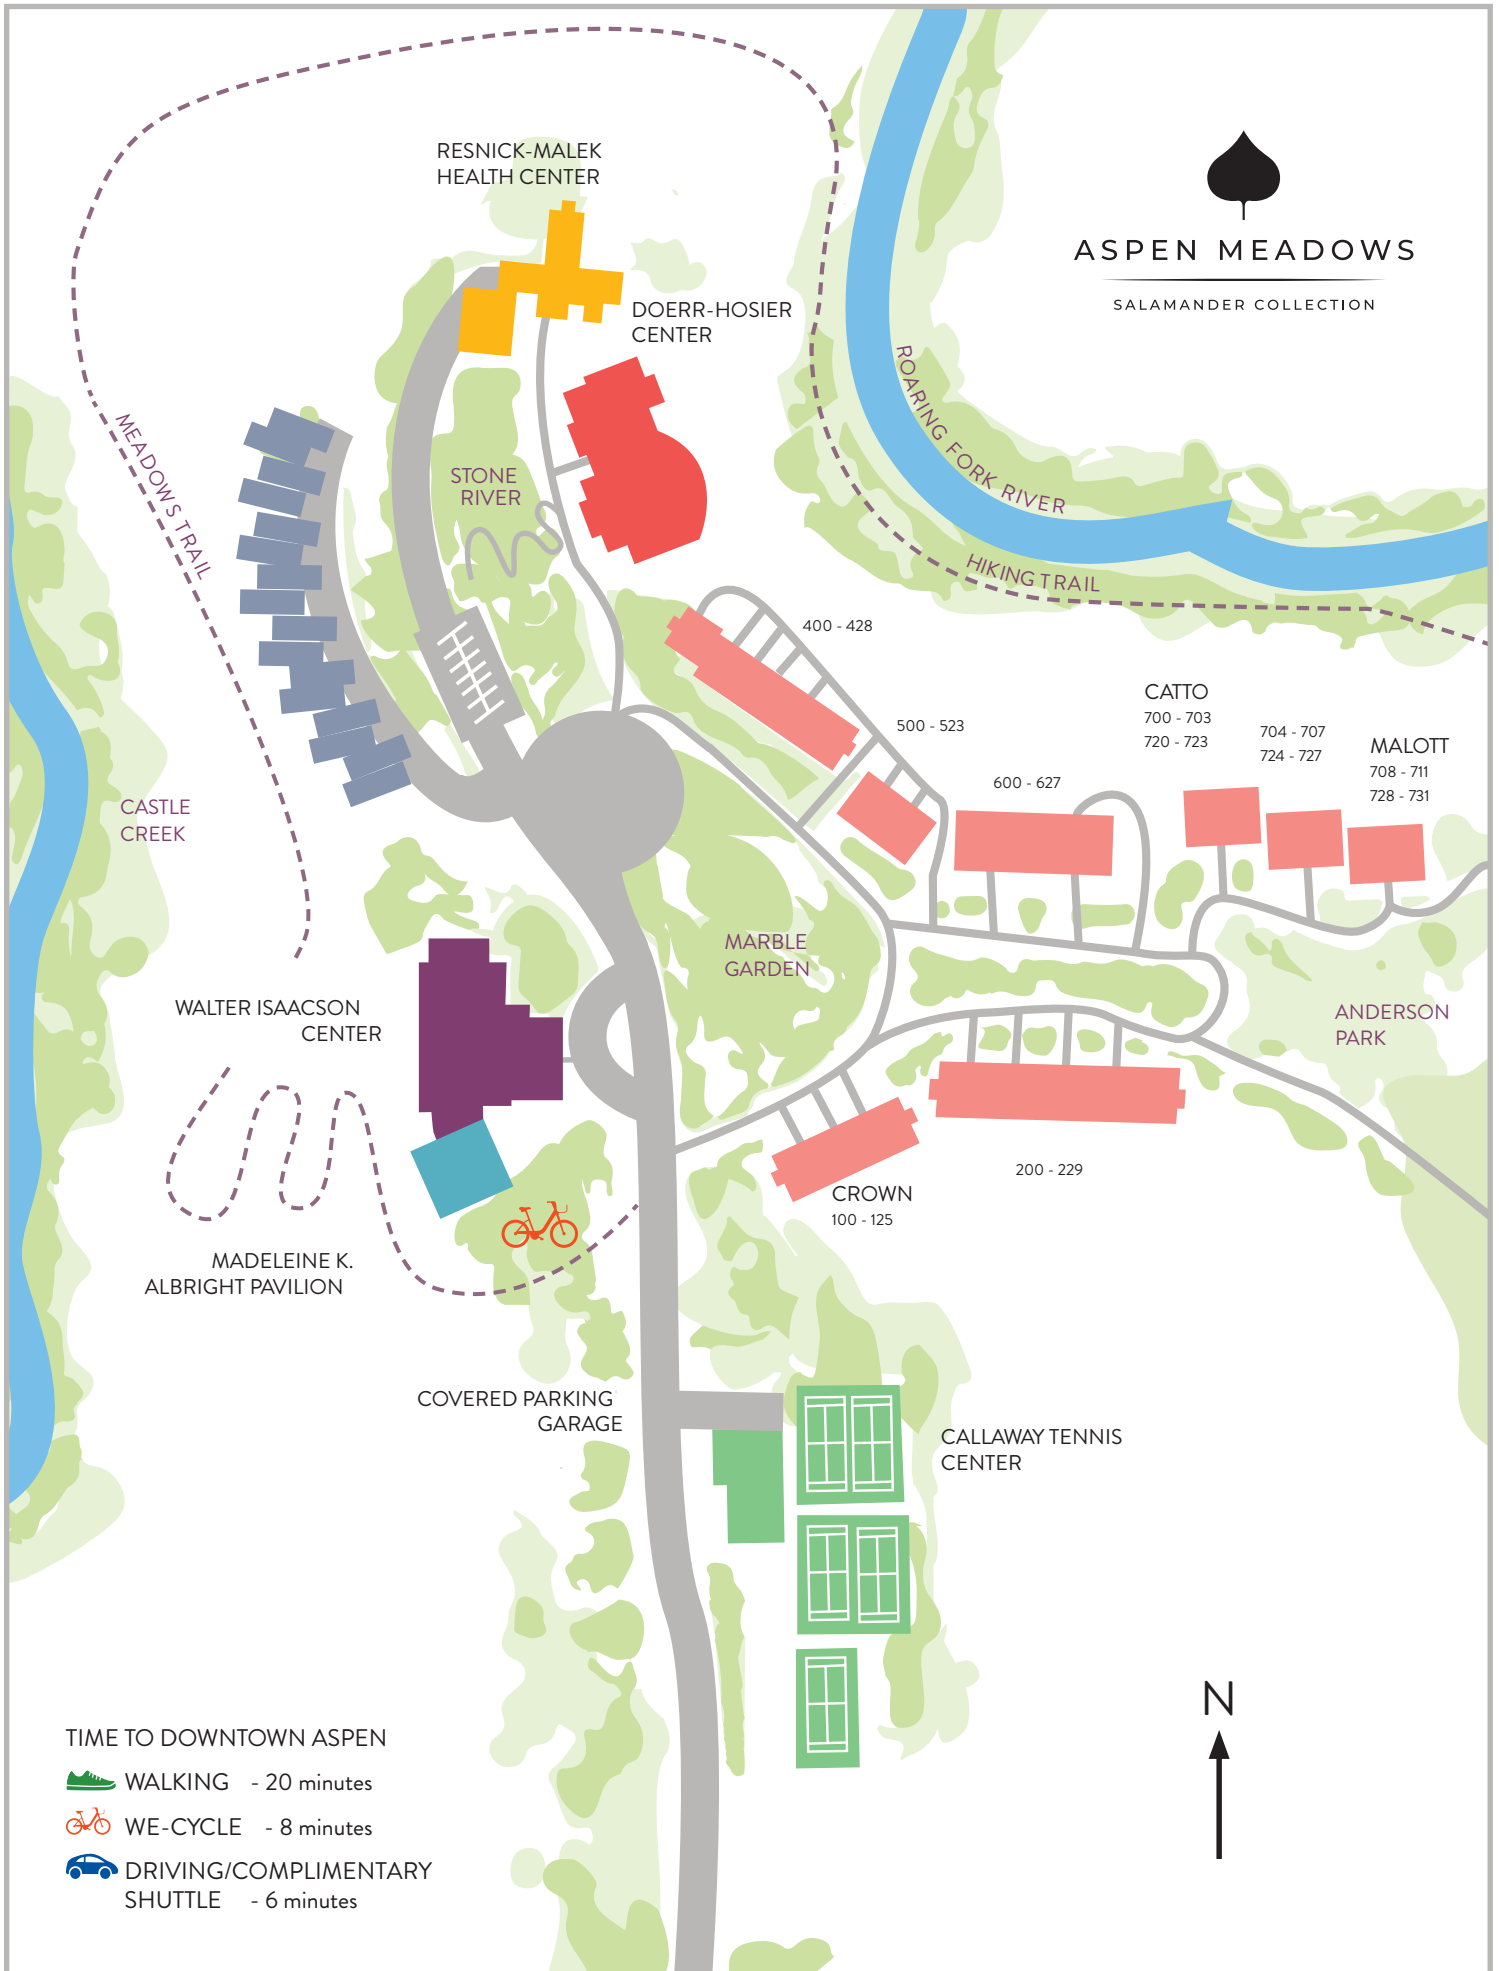 RESNICK-MALEK
HEALTH CENTER
ASPEN MEADOWS
SALAMANDER COLLECTION
DOERR-HOSIER
CENTER
ROARING FORK RIVER
MEADOWS TRAIL
STONE
RIVER
HIKING TRAIL
400 - 428
500 - 523
600 - 627
CATTO
700 - 703
720 - 723
704 - 707
724 - 727
MALOTT
708 - 711
728 - 731
CASTLE
CREEK
MARBLE
GARDEN
WALTER ISAACSON
CENTER
ANDERSON
PARK
200 - 229
CROWN
100 - 125
MADELEINE K.
ALBRIGHT PAVILION
COVERED PARKING
GARAGE
CALLAWAY TENNIS
CENTER
N
TIME TO DOWNTOWN ASPEN
WALKING - 20 minutes
WE-CYCLE - 8 minutes
DRIVING/COMPLIMENTARY
SHUTTLE - 6 minutes